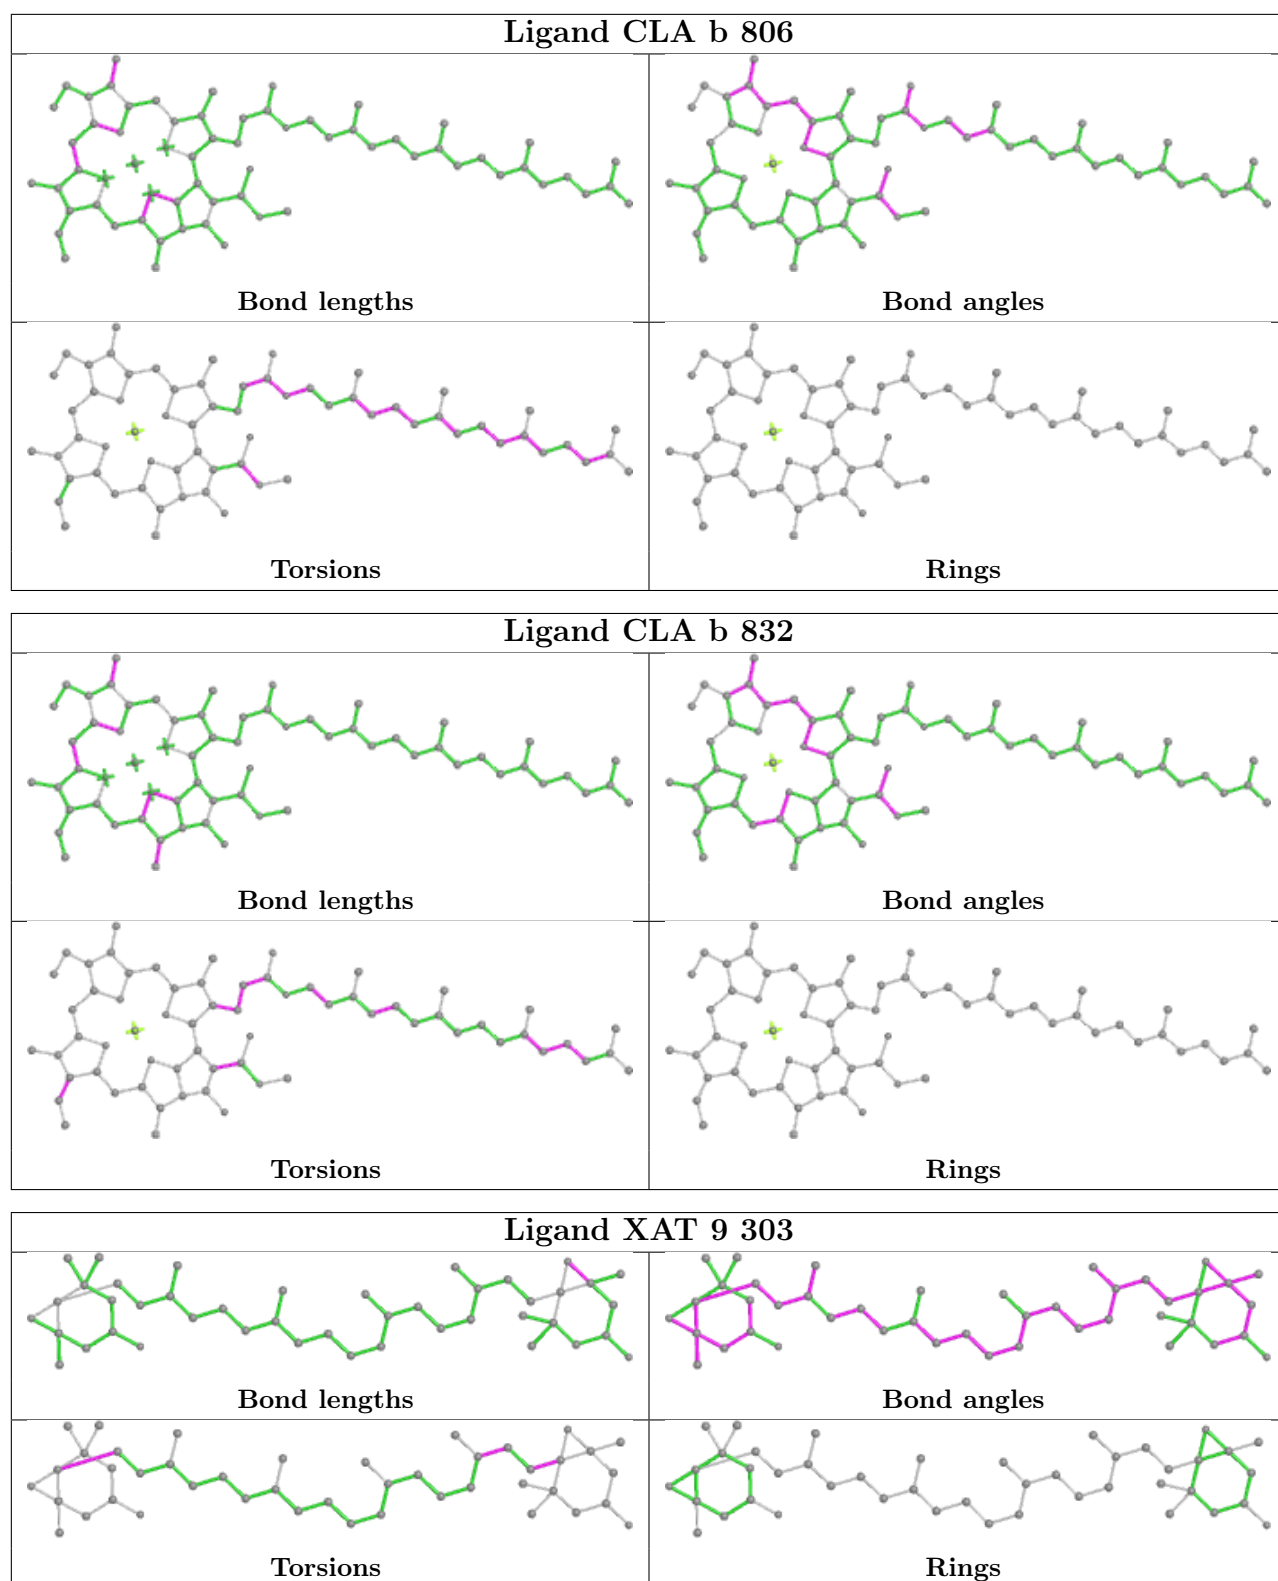 Ligand CLA b 806
Bond lengths
Bond angles
Torsions
Rings
Ligand CLA b 832
Bond lengths
Bond angles
Torsions
Rings
Ligand XAT 9 303
Bond lengths
Bond angles
Torsions
Rings